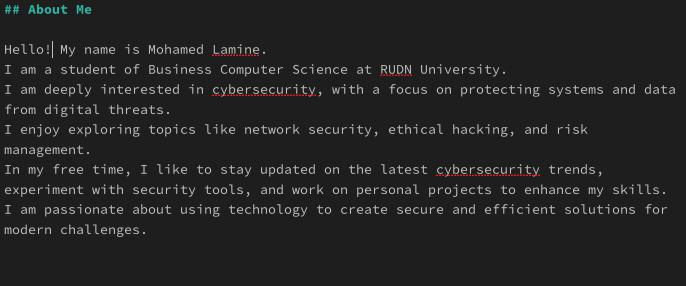 ## About Me
Hello! My name is Mohamed Lamine.
I am a student of Business Computer Science at RUDN University.
I am deeply interested in cybersecurity, with a focus on protecting systems and data
from digital threats.
I enjoy exploring topics like network security, ethical hacking, and risk
management.
In my free time, I like to stay updated on the latest cybersecurity trends,
experiment with security tools, and work on personal projects to enhance my skills.
I am passionate about using technology to create secure and efficient solutions for
modern challenges.